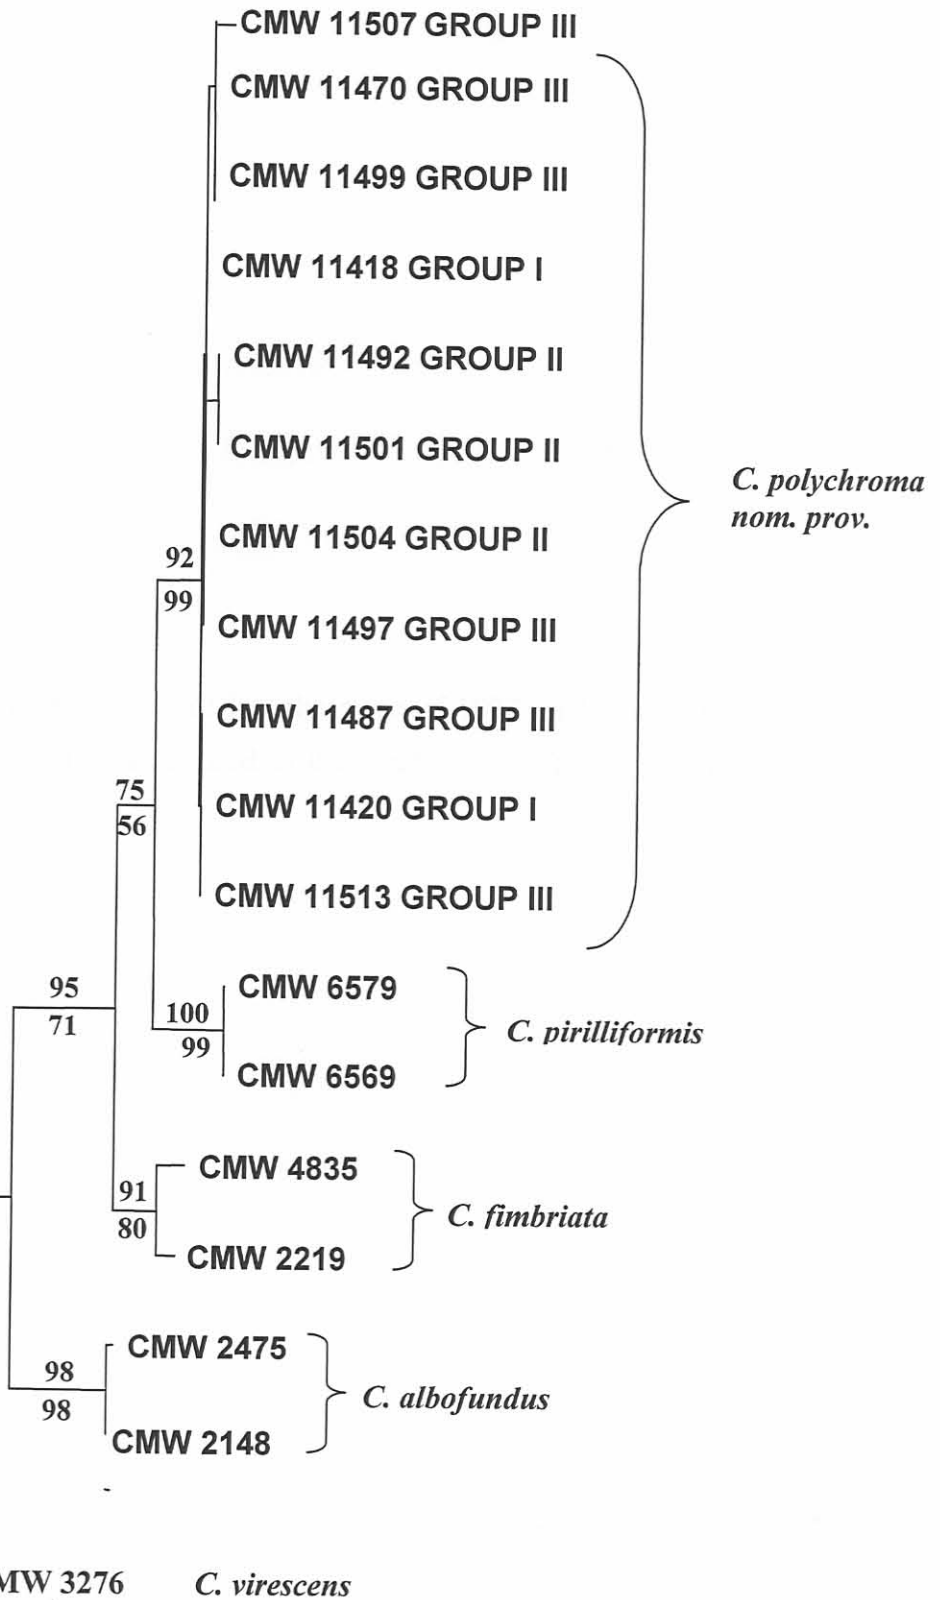 CMW 11507 GROUP III
CMW 11470 GROUP III
CMW 11499 GROUP III
CMW 11418 GROUP I
CMW 11492 GROUP II
CMW 11501 GROUP II
C. polychroma
nom. prov.
CMW 11504 GROUP II
92
99
CMW 11497 GROUP III
CMW 11487 GROUP III
75
56
CMW 11420 GROUP I
CMW 11513 GROUP III
95
71
CMW 6579
100
99
C. pirilliformis
CMW 6569
CMW 4835
91
80
C. fimbriata
CMW 2219
CMW 2475
98
98
C. albofundus
CMW 2148
MW 3276 C. virescens